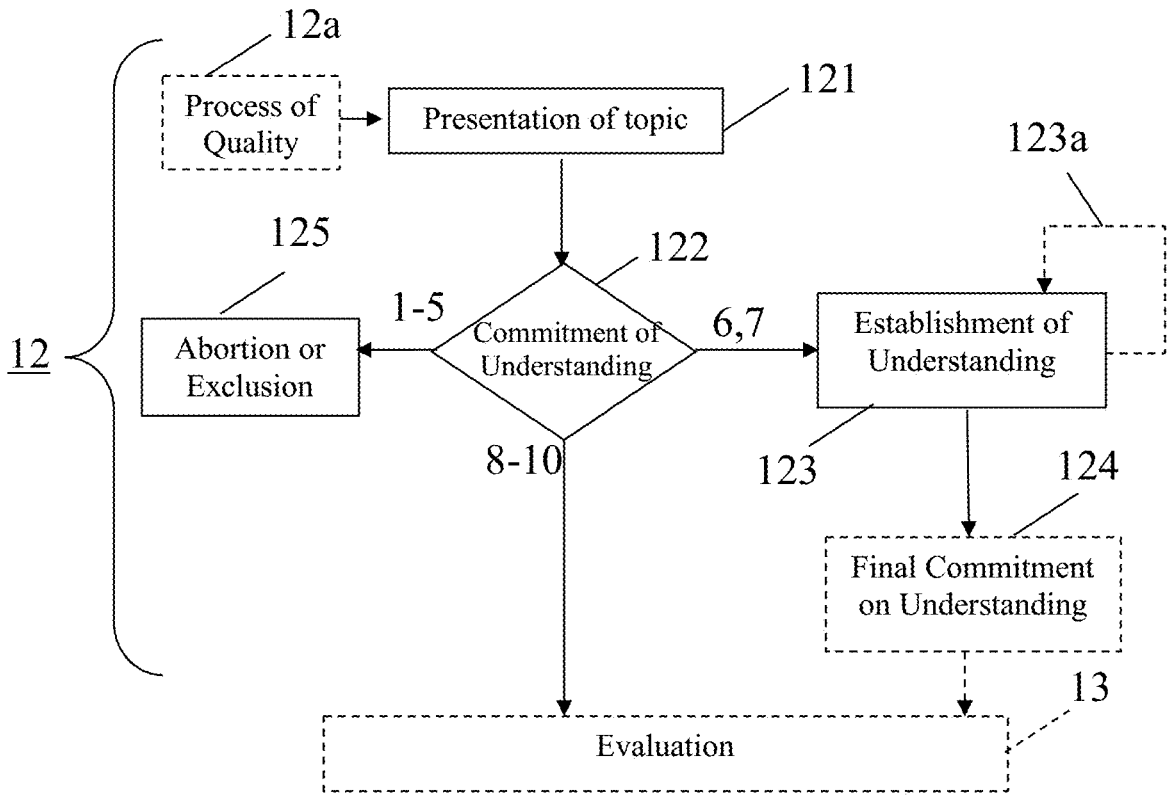 12a
Process of
Quality
Presentation of topic
121
123a
125
122
1-5
6,7
12
Abortion or
Exclusion
Commitment of
Understanding
Establishment of
Understanding
8-10
123
124
Final Commitment
on Understanding
13
Evaluation